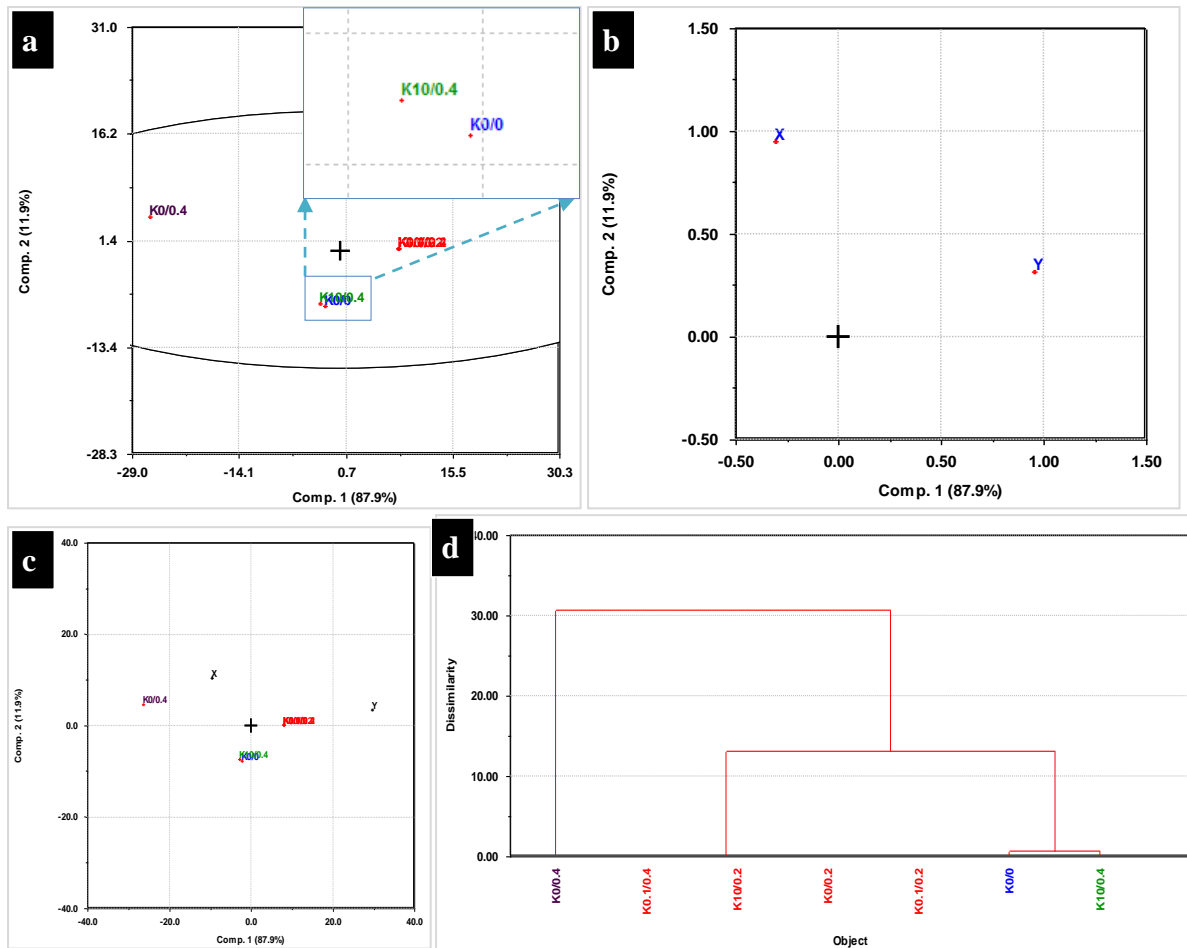 a
31.0
16.2
1.4
-13.4
-28.3
-29.0 -14.1 0.7 15.5 30.3
Comp. 2 (11.9%)
Comp. 1 (87.9%)
K10/0.4
K0/0
K0/0.4
K10/0.4
K0/0
b
1.50
1.00
0.50
0.00
-0.50
-0.50 0.00 0.50 1.00 1.50
Comp. 2 (11.9%)
Comp. 1 (87.9%)
X
Y
c
40.0
20.0
0.0
-20.0
-40.0
-40.0 -20.0 0.0 20.0 40.0
Comp. 2 (11.9%)
Comp. 1 (87.9%)
X
Y
K0/0.4
K10/0.4
K0/0
d
40.00
30.00
20.00
10.00
0.00
Dissimilarity
K0/0.4
K0.1/0.4
K10/0.2
K0/0.2
K0.1/0.2
K0/0
K10/0.4
Object